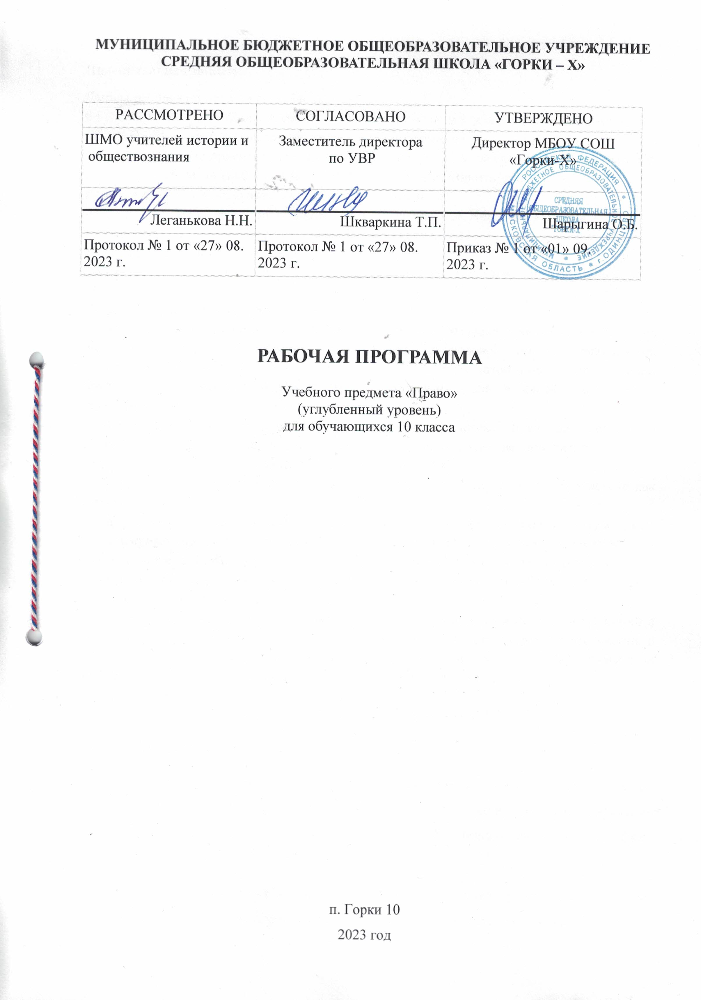 МУНИЦИПАЛЬНОЕ БЮДЖЕТНОЕ ОБЩЕОБРАЗОВАТЕЛЬНОЕ УЧРЕЖДЕНИЕ
СРЕДНЯЯ ОБЩЕОБРАЗОВАТЕЛЬНАЯ ШКОЛА «ГОРКИ – X»
РАССМОТРЕНО
ШМО учителей истории и
обществознания
Леганькова Н.Н.
Протокол № 1 от «27» 08.
2023 г.
СОГЛАСОВАНО
Заместитель директора
по УВР
Шкваркина Т.П.
Протокол № 1 от «27» 08.
2023 г.
УТВЕРЖДЕНО
Директор МБОУ СОШ
«Горки-X»
Шарыгина О.Б.
Приказ № 1 от «01» 09.
2023 г.
РОССИЙСКАЯ ФЕДЕРАЦИЯ * МОСКОВСКАЯ ОБЛАСТЬ * г.ОДИНЦОВО *
МУНИЦИПАЛЬНОЕ БЮДЖЕТНОЕ ОБЩЕОБРАЗОВАТЕЛЬНОЕ УЧРЕЖДЕНИЕ *
СРЕДНЯЯ
ОБЩЕОБРАЗОВАТЕЛЬНАЯ
ШКОЛА
ГОРКИ-X
РАБОЧАЯ ПРОГРАММА
Учебного предмета «Право»
(углубленный уровень)
для обучающихся 10 класса
п. Горки 10
2023 год